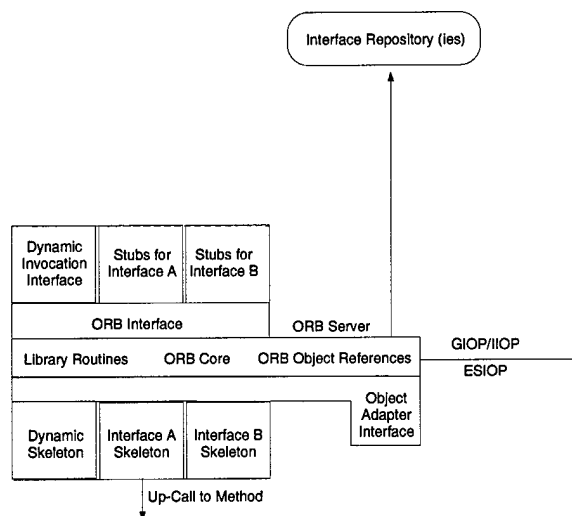 Interface Repository (ies)
Dynamic
Invocation
Interface
Stubs for
Interface A
Stubs for
Interface B
ORB Interface
ORB Server
Library Routines
ORB Core
ORB Object References
GIOP/IIOP
ESIOP
Object
Adapter
Interface
Dynamic
Skeleton
Interface A
Skeleton
Interface B
Skeleton
Up-Call to Method